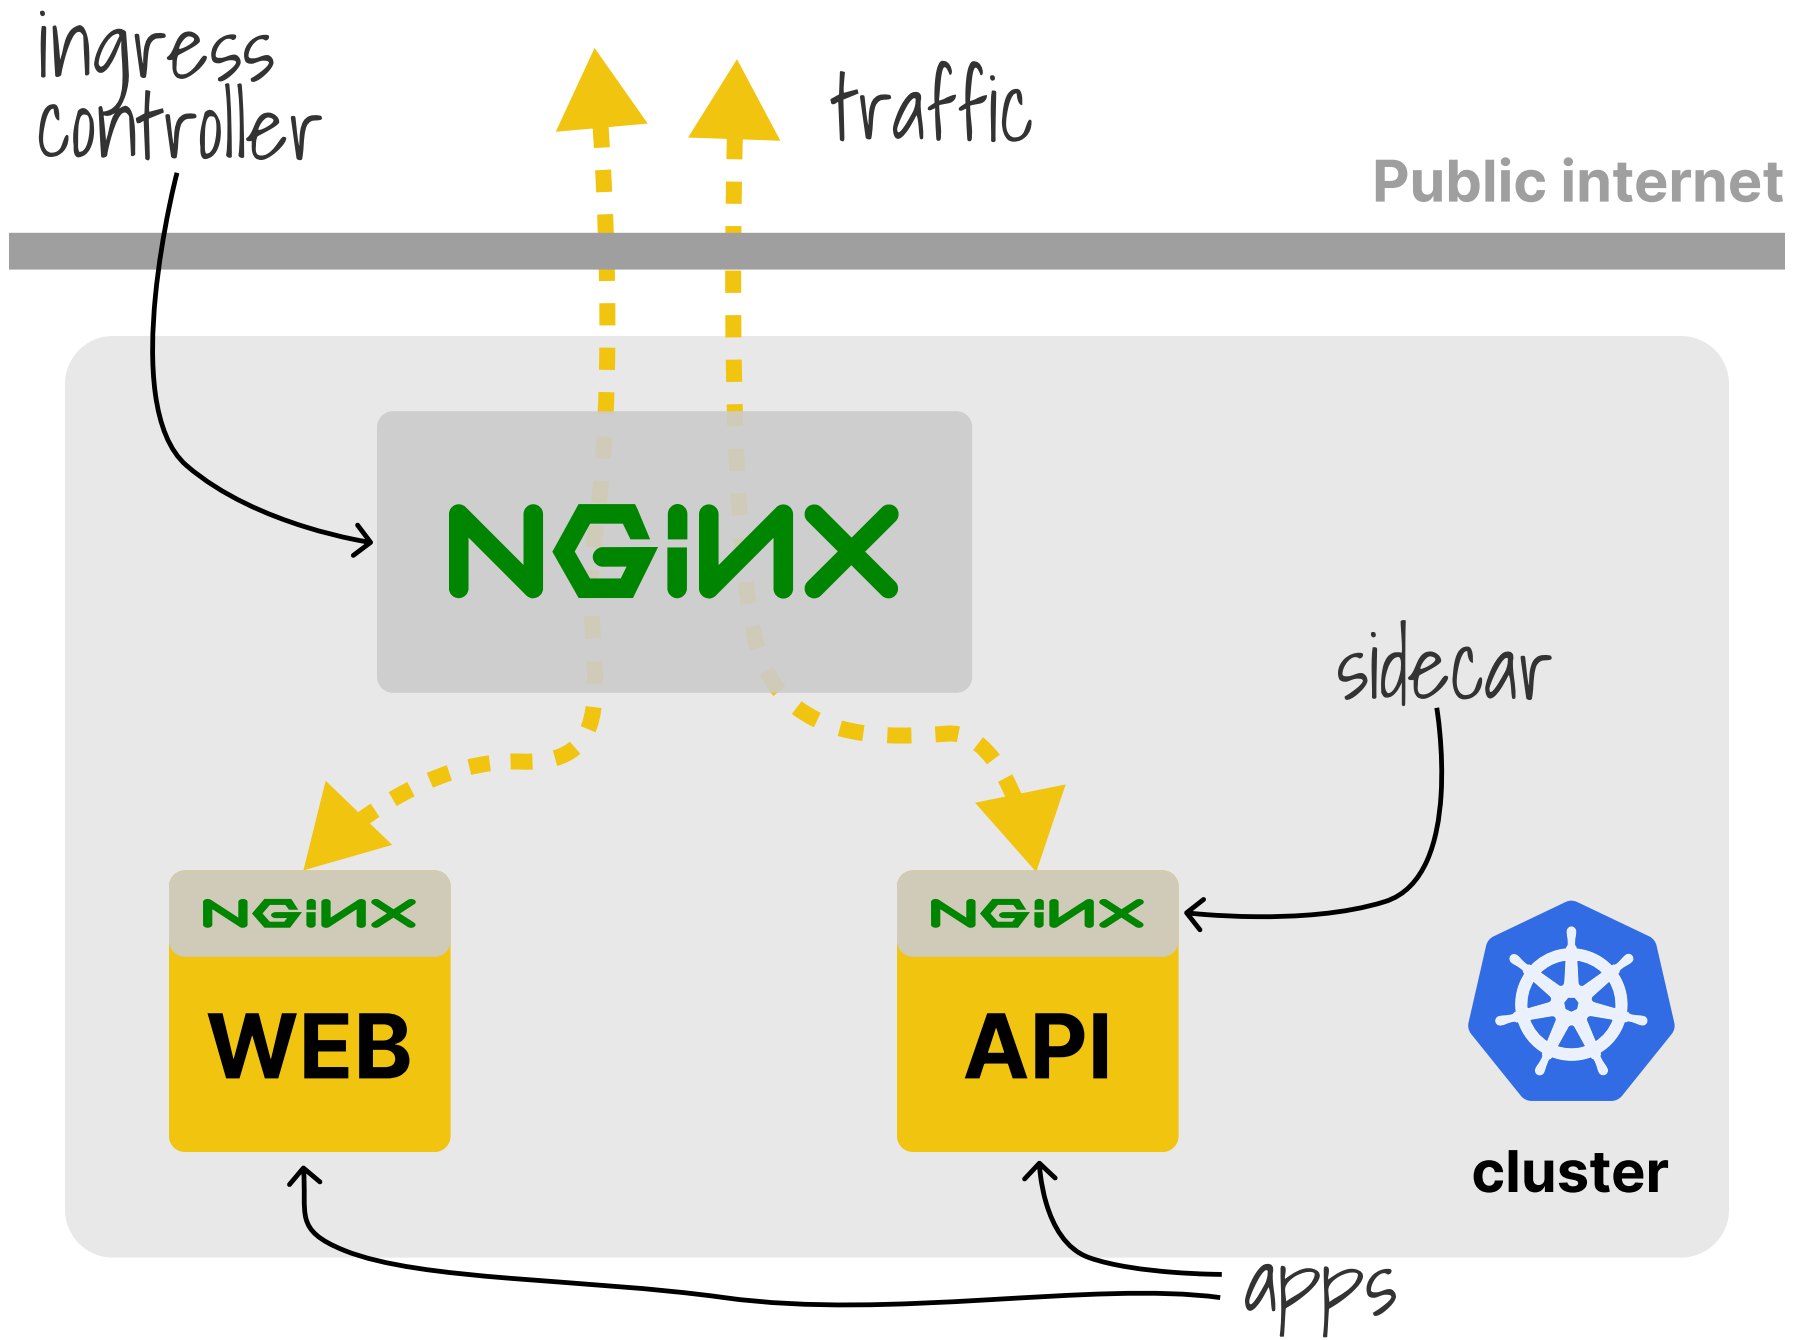 ingress
controller
traffic
Public internet
NGiNX
sidecar
NGiNX
NGiNX
WEB
API
cluster
apps